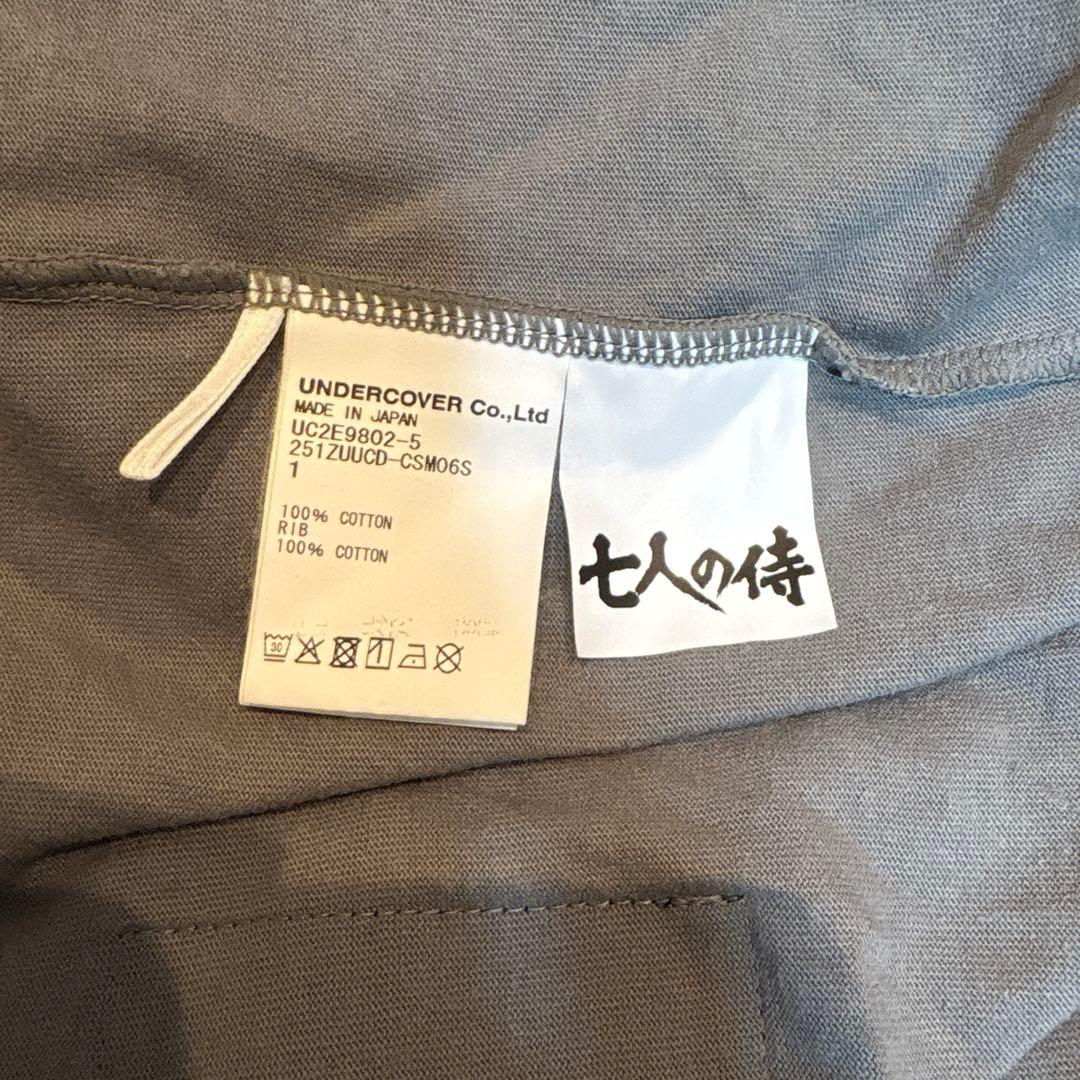 UNDERCOVER Co.,Ltd
MADE IN JAPAN
UC2E9802-5
251ZUUCD-CSM06S
1
100% COTTON
RIB
100% COTTON
30
七人の侍